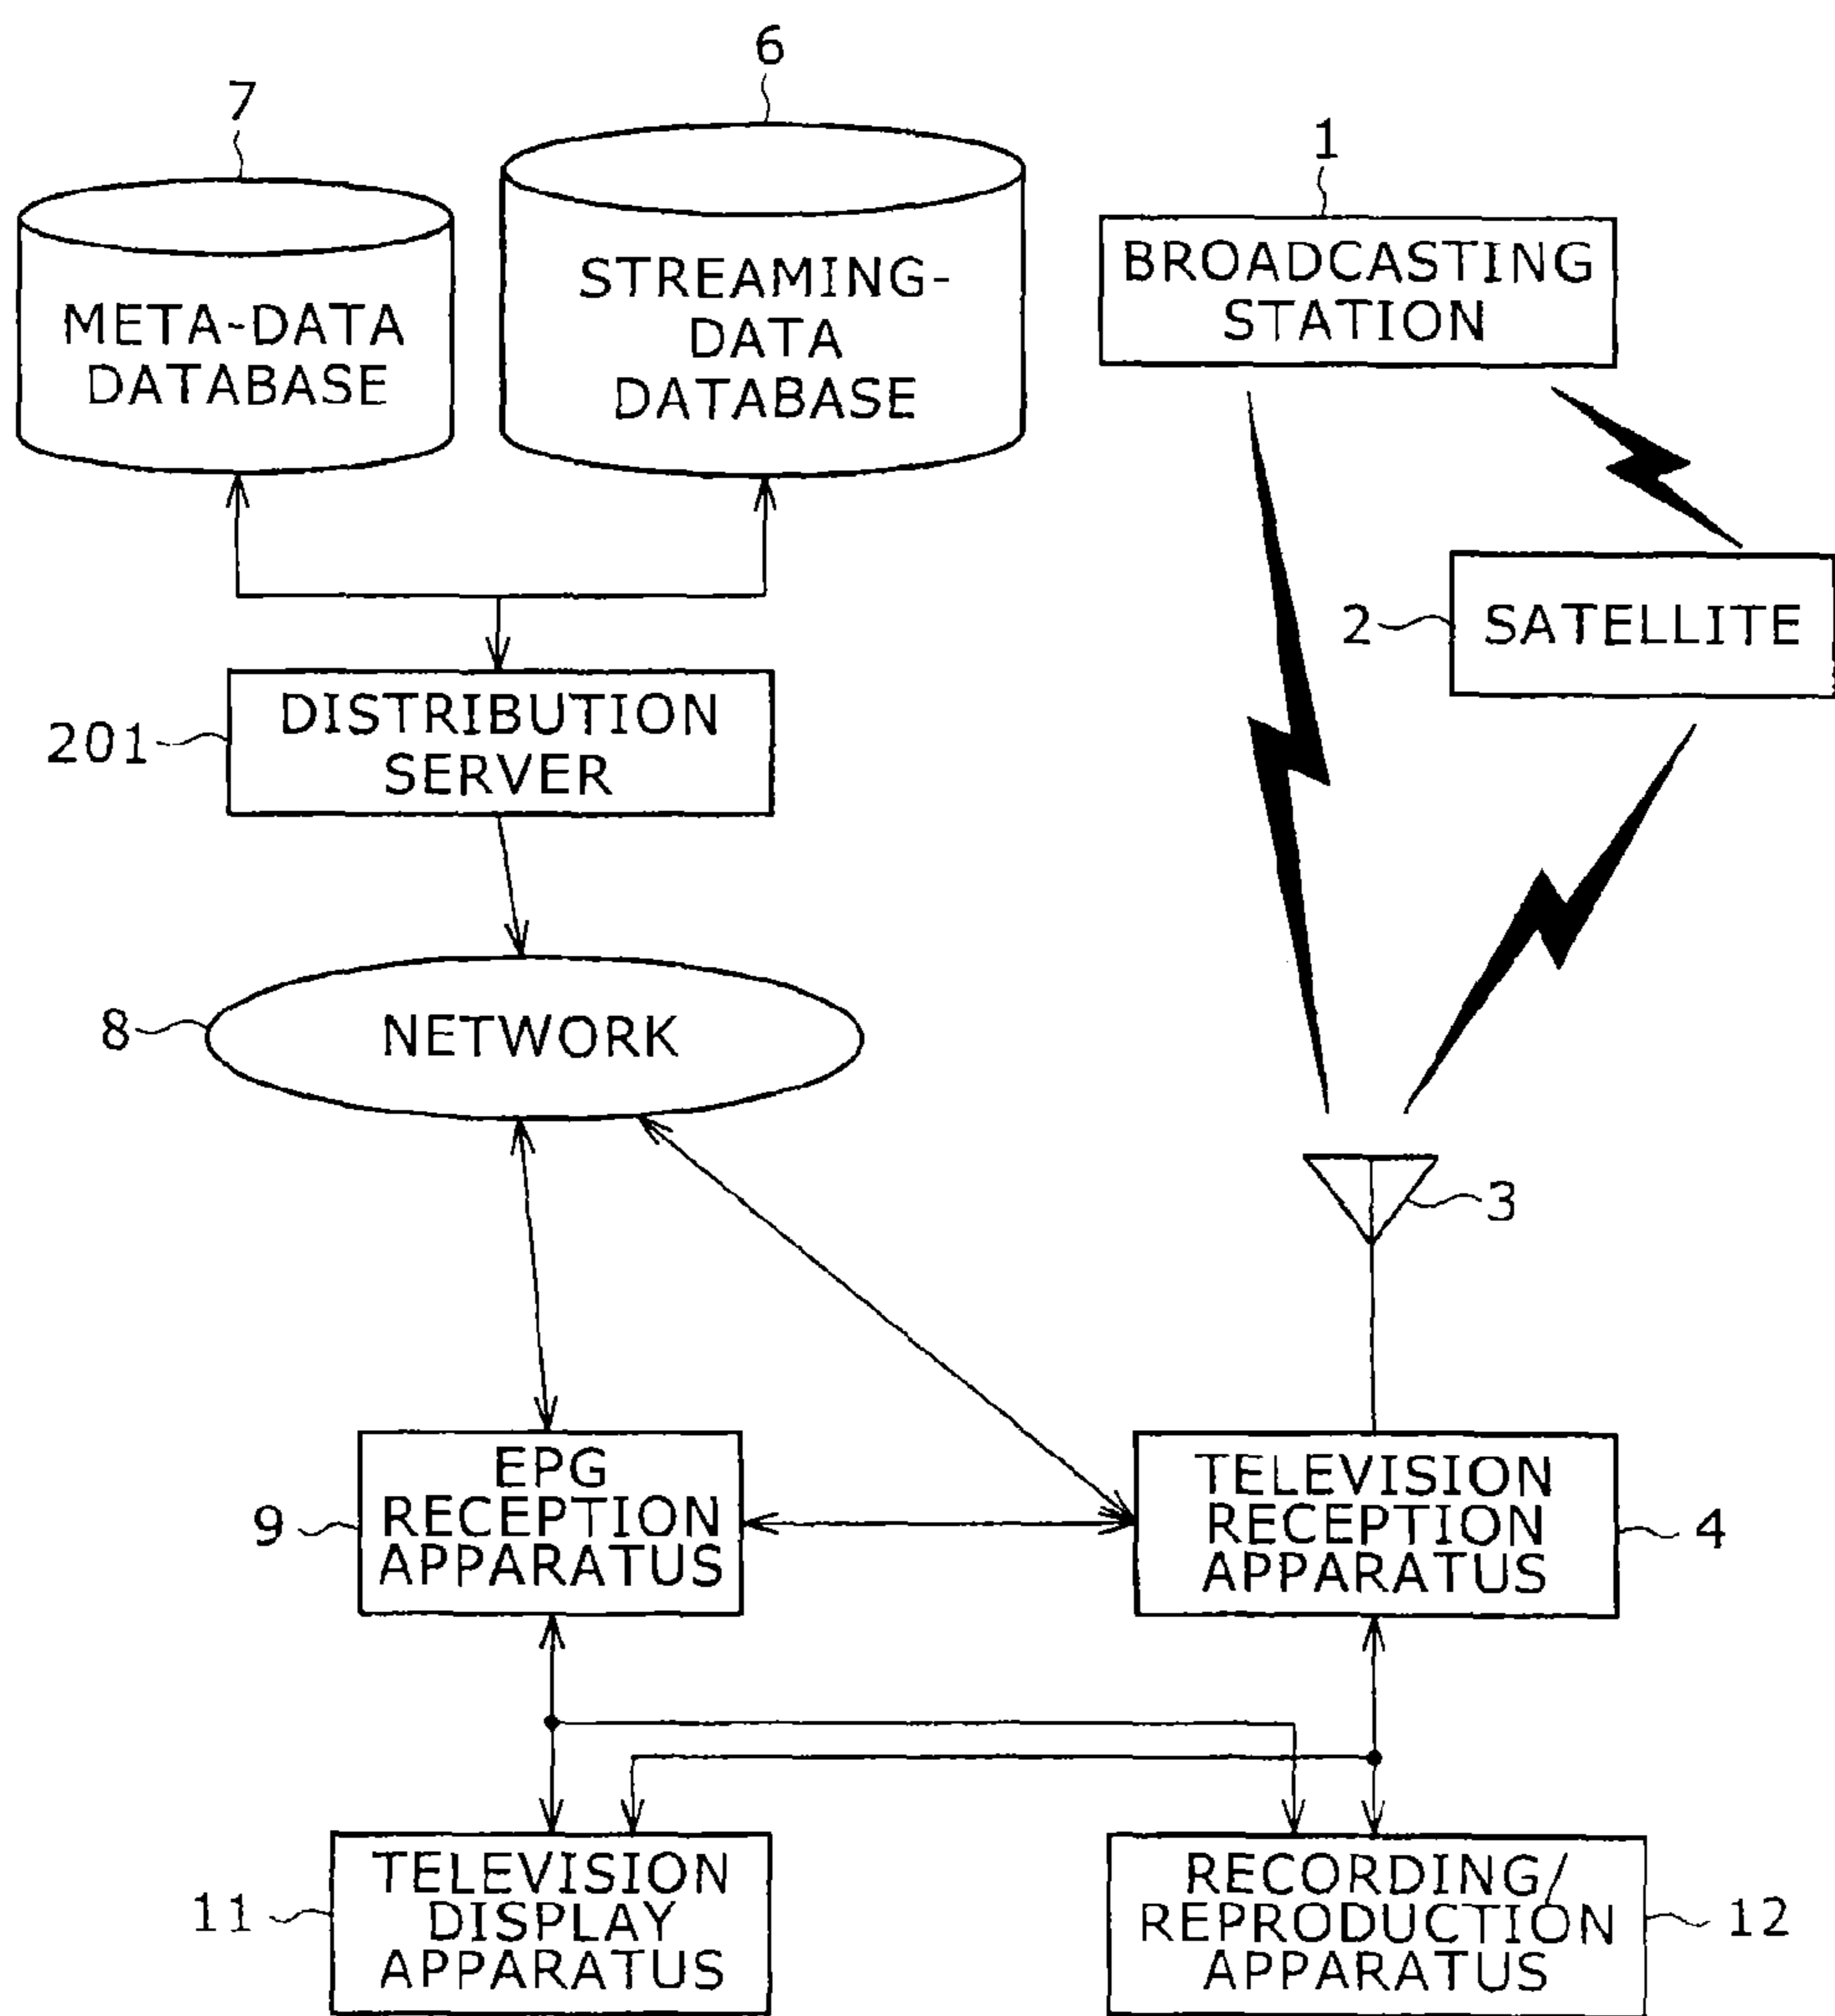 6
7
1
META-DATA
DATABASE
STREAMING-
DATA
DATABASE
BROADCASTING
STATION
2
SATELLITE
201
DISTRIBUTION
SERVER
8
NETWORK
3
9
EPG
RECEPTION
APPARATUS
TELEVISION
RECEPTION
APPARATUS
4
11
TELEVISION
DISPLAY
APPARATUS
RECORDING/
REPRODUCTION
APPARATUS
12